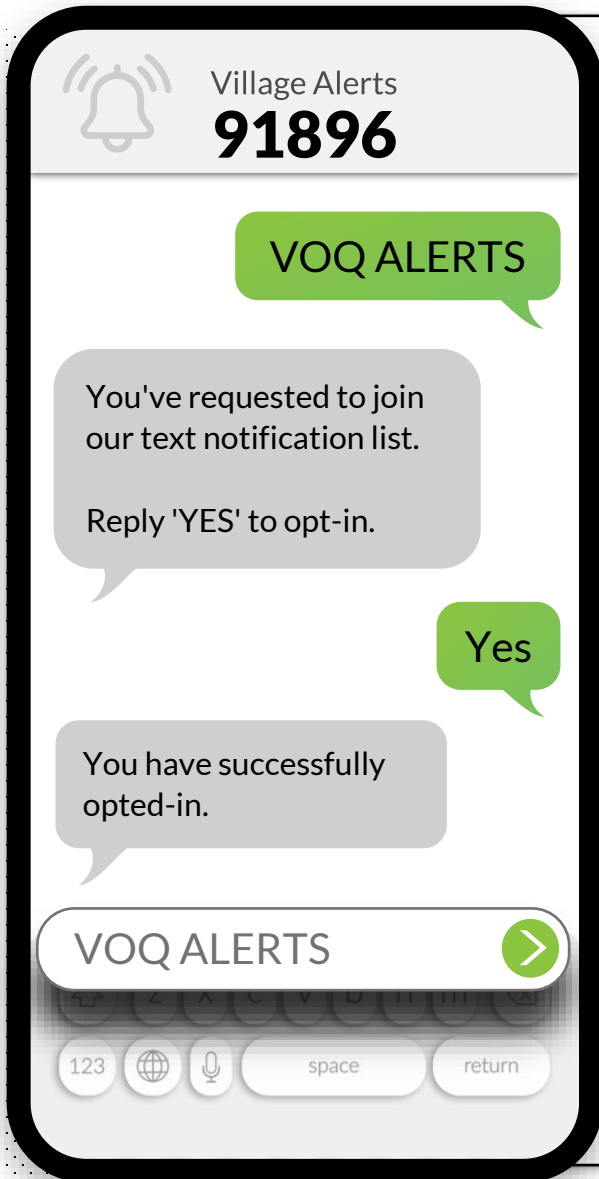 Village Alerts
91896
VOQ ALERTS
You've requested to join
our text notification list.
Reply 'YES' to opt-in.
Yes
You have successfully
opted-in.
VOQ ALERTS
z x c v b n m
123 space return